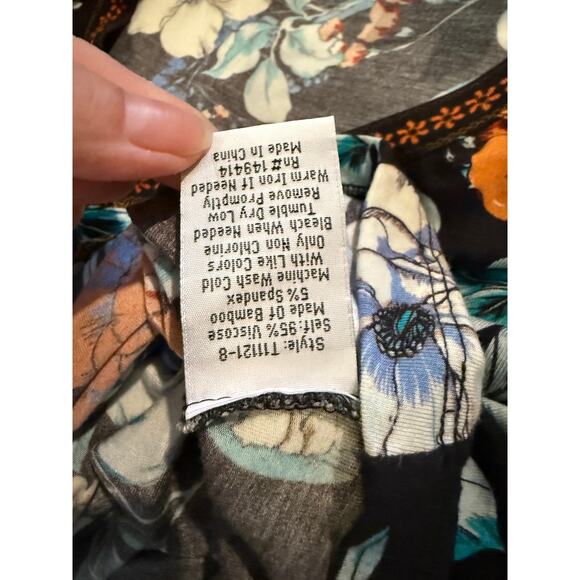 Style: T11121-8
Self:95% Viscose
Made Of Bamboo
5% Spandex
Machine Wash Cold
With Like Colors
Only Non Chlorine
Bleach When Needed
Tumble Dry Low
Remove Promptly
Warm Iron If Needed
Rn#149414
Made In China